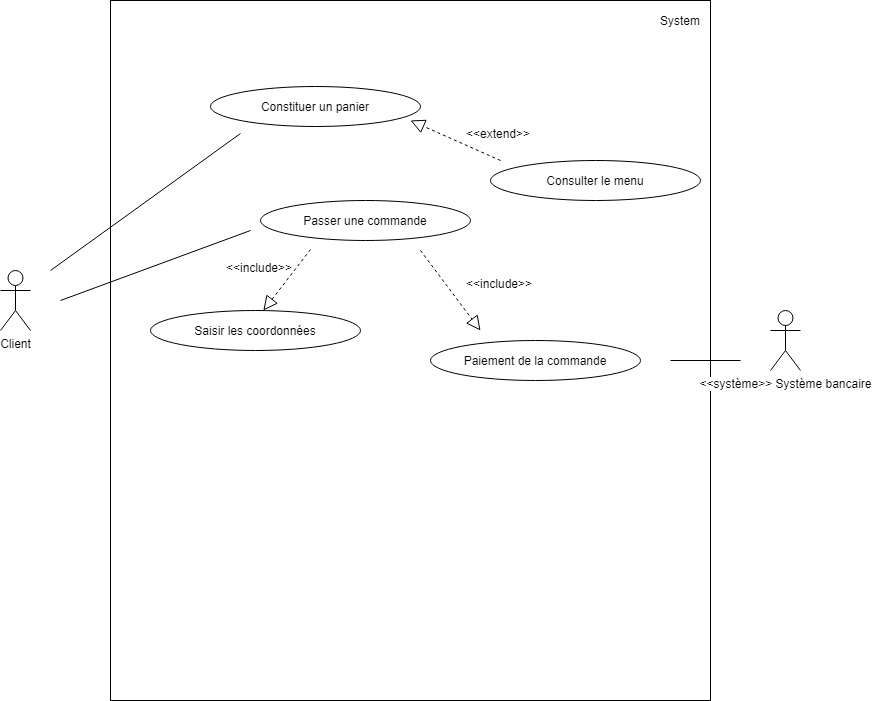 System
Constituer un panier
<<extend>>
Consulter le menu
Passer une commande
<<include>>
<<include>>
Saisir les coordonnées
Client
Paiement de la commande
<<système>> Système bancaire